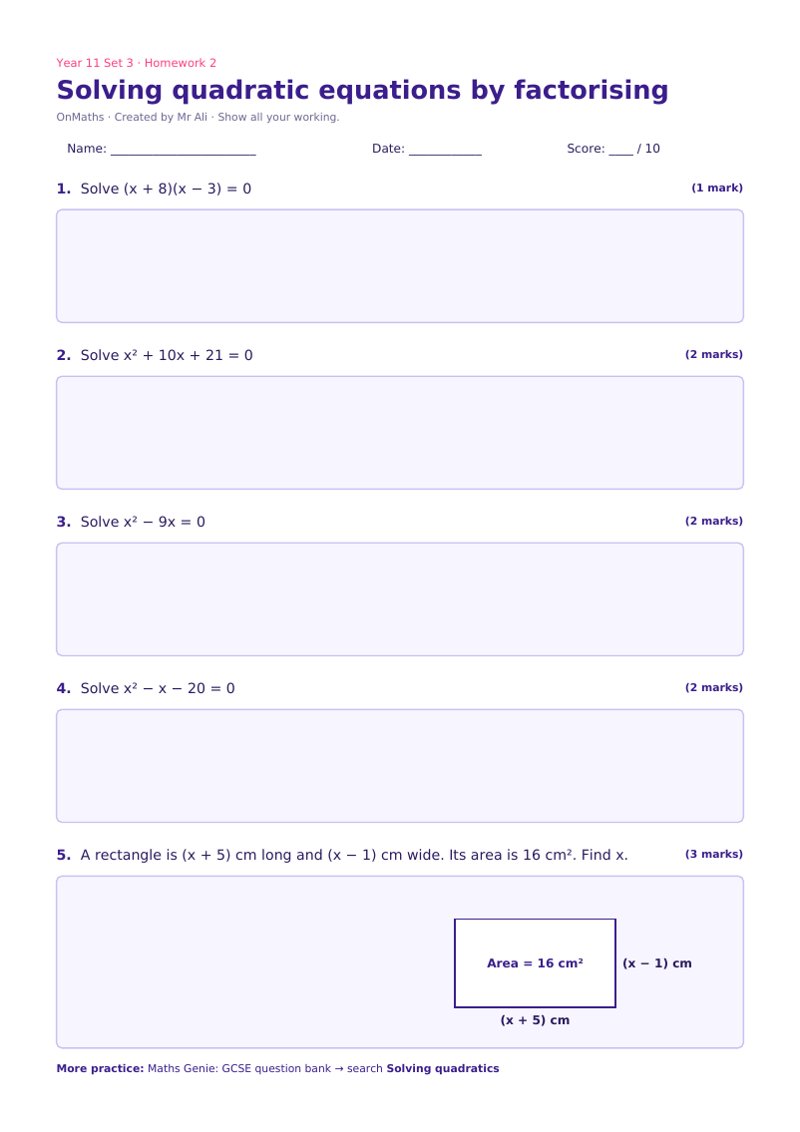 Year 11 Set 3 · Homework 2
Solving quadratic equations by factorising
OnMaths · Created by Mr Ali · Show all your working.
Name: ________________________ Date: ____________ Score: ____ / 10
1. Solve (x + 8)(x − 3) = 0 (1 mark)
2. Solve x² + 10x + 21 = 0 (2 marks)
3. Solve x² − 9x = 0 (2 marks)
4. Solve x² − x − 20 = 0 (2 marks)
5. A rectangle is (x + 5) cm long and (x − 1) cm wide. Its area is 16 cm². Find x. (3 marks)
Area = 16 cm² (x − 1) cm
(x + 5) cm
More practice: Maths Genie: GCSE question bank → search Solving quadratics